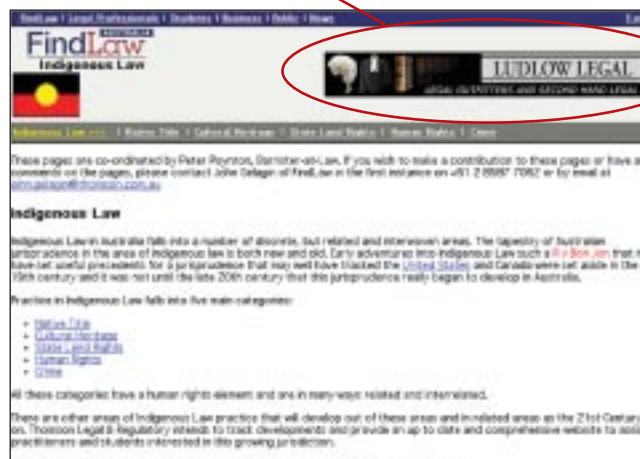 FindLaw | Legal Professionals | Students | Business | Public | News
AUSTRALIA
FindLaw
Indigenous Law
LUDLOW LEGAL
LEGAL OUTFITTERS AND SECOND HAND LEGAL
Indigenous Law >>> | Native Title | Cultural Heritage | State Land Rights | Human Rights | Crime
These pages are co-ordinated by Peter Poynton, Barrister-at-Law. If you wish to make a contribution to these pages or have a
comments on the pages, please contact John Gelagin of FindLaw in the first instance on +61 2 8587 7052 or by email at
john.gelagin@thomson.com.au
Indigenous Law
Indigenous Law in Australia falls into a number of discrete, but related and interwoven areas. The tapestry of Australian
jurisprudence in the area of indigenous law is both new and old. Early adventures into Indigenous Law such a R v Bon Jon that m
have set useful precedents for a jurisprudence that may well have tracked the United States and Canada were set aside in the
19th century and it was not until the late 20th century that this jurisprudence really began to develop in Australia.
Practice in Indigenous Law falls into five main categories:
• Native Title
• Cultural Heritage
• State Land Rights
• Human Rights
• Crime
All these categories have a human rights element and are in many ways related and interrelated.
There are other areas of Indigenous Law practice that will develop out of these areas and in related areas as the 21st Century
on. Thomson Legal & Regulatory intends to track developments and provide an up to date and comprehensive website to assi
practitioners and students interested in this growing jurisdiction.